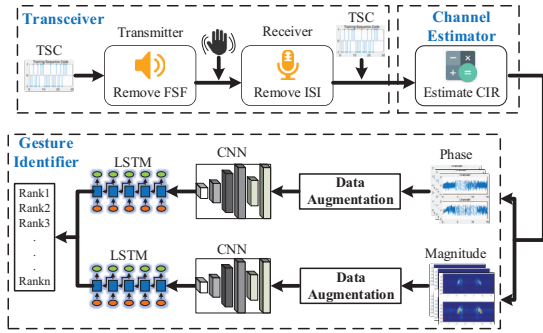 Transceiver
TSC
Transmitter
Remove FSF
Receiver
Remove ISI
TSC
Channel
Estimator
Estimate CIR
Gesture
Identifier
Rank1
Rank2
Rank3
.
.
.
Rankn
LSTM
CNN
Data
Augmentation
Phase
LSTM
CNN
Data
Augmentation
Magnitude